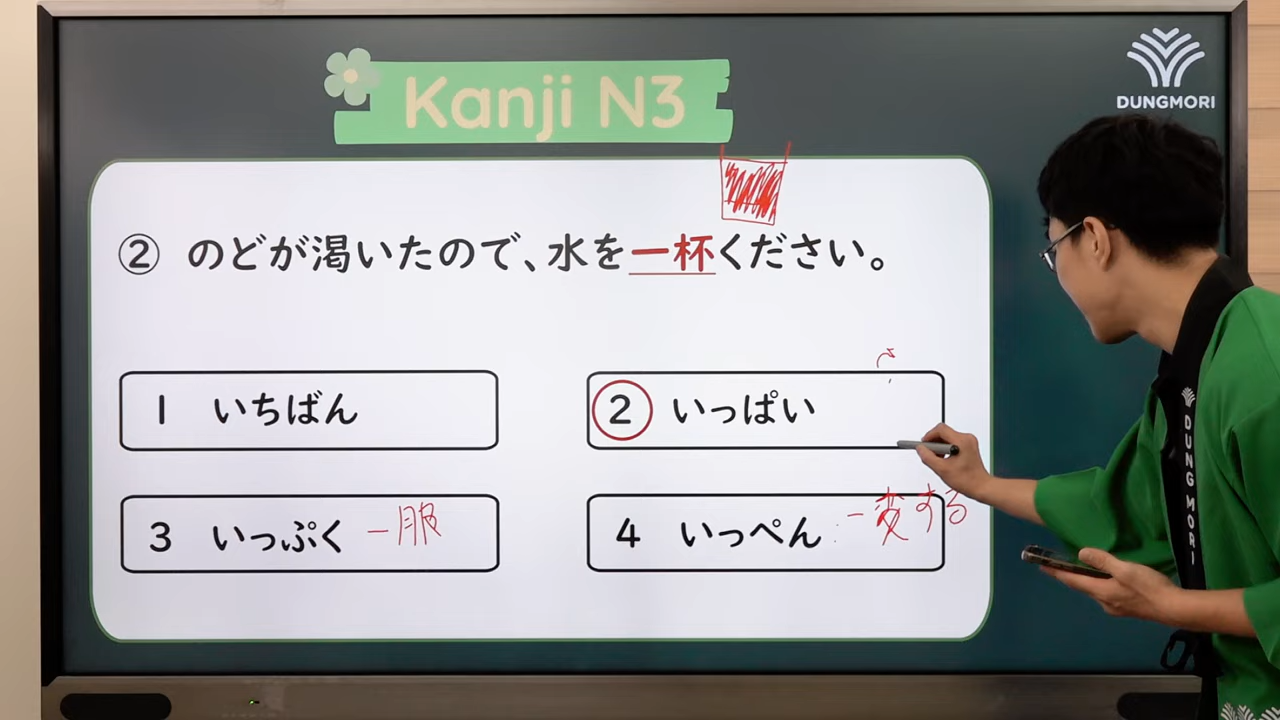 Kanji N3
DUNGMORI
② のどが渇いたので、水を一杯ください。
1 いちばん
2 いっぱい
3 いっぷく 一服
4 いっぺん : 一変する
DUNG MORI